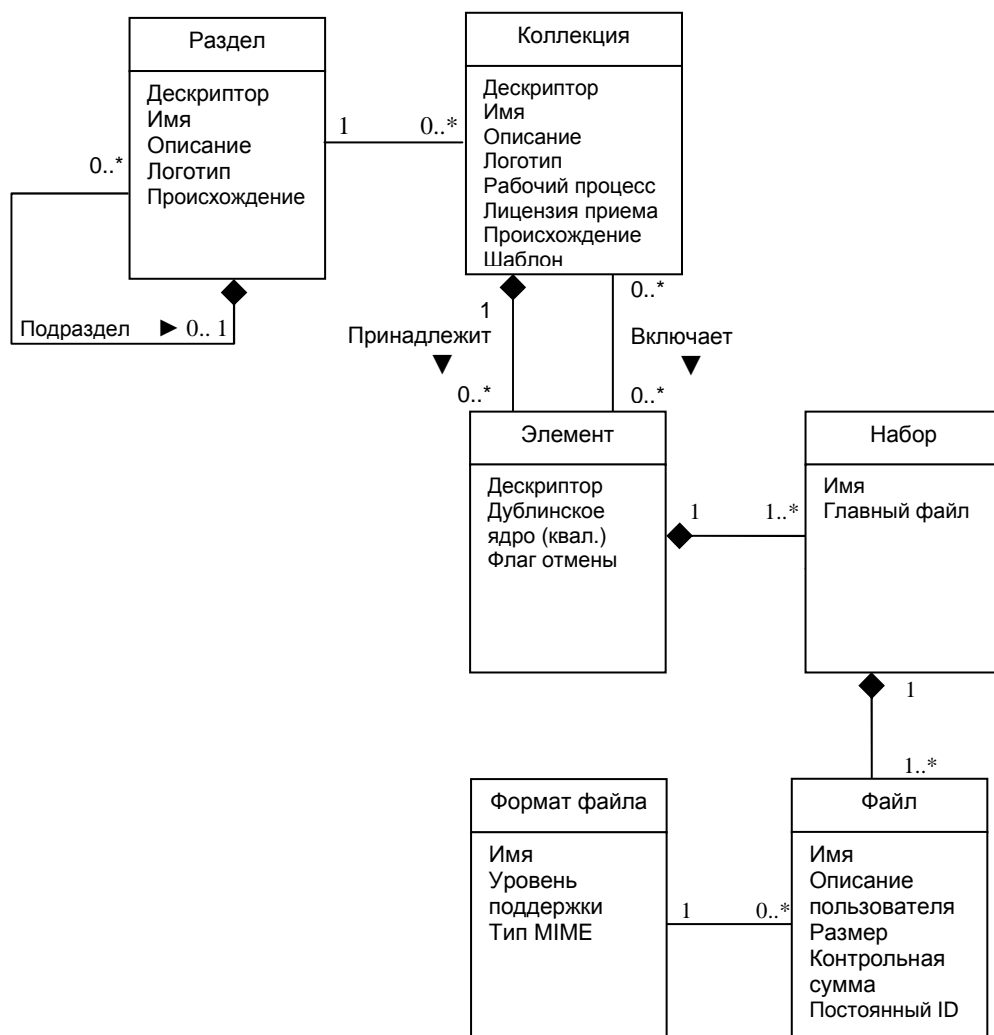 Раздел
Дескриптор
Имя
Описание
Логотип
Происхождение
1
0..*
0..*
Подраздел ► 0.. 1
Коллекция
Дескриптор
Имя
Описание
Логотип
Рабочий процесс
Лицензия приема
Происхождение
Шаблон
1
Принадлежит
▼
0..*
0..*
Включает
▼
0..*
Элемент
Дескриптор
Дублинское
ядро (квал.)
Флаг отмены
1
1..*
Набор
Имя
Главный файл
1
1..*
Формат файла
Имя
Уровень
поддержки
Тип MIME
1
0..*
Файл
Имя
Описание
пользователя
Размер
Контрольная
сумма
Постоянный ID